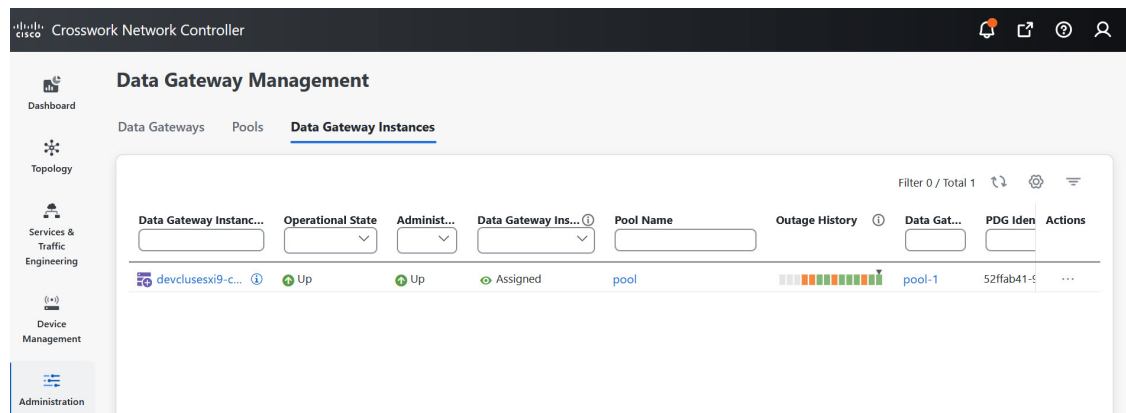 cisco Crosswork Network Controller
Dashboard
Topology
Services &
Traffic
Engineering
Device
Management
Administration
Data Gateway Management
Data Gateways Pools Data Gateway Instances
Filter 0 / Total 1
Data Gateway Instanc... Operational State Administ... Data Gateway Ins... Pool Name Outage History Data Gat... PDG Iden Actions
devclusesxi9-c... Up Up Assigned pool pool-1 52ffab41-9 ...